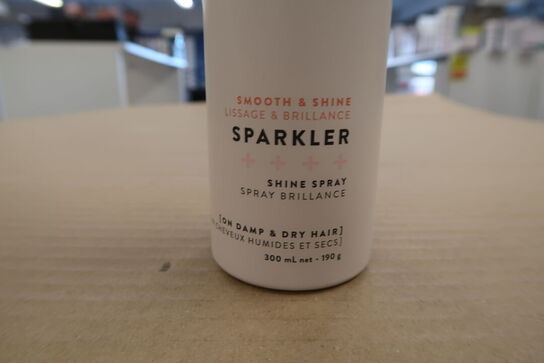 SMOOTH & SHINE
LISSAGE & BRILLANCE
SPARKLER
++++
SHINE SPRAY
SPRAY BRILLANCE
[ON DAMP & DRY HAIR]
CHEVEUX HUMIDES ET SECS]
300 mL net - 190 g